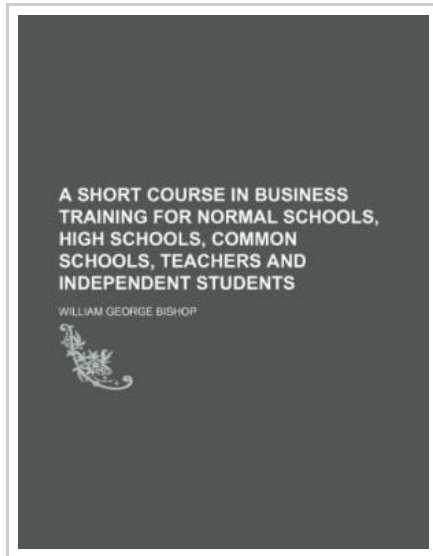 A SHORT COURSE IN BUSINESS
TRAINING FOR NORMAL SCHOOLS,
HIGH SCHOOLS, COMMON
SCHOOLS, TEACHERS AND
INDEPENDENT STUDENTS
WILLIAM GEORGE BISHOP